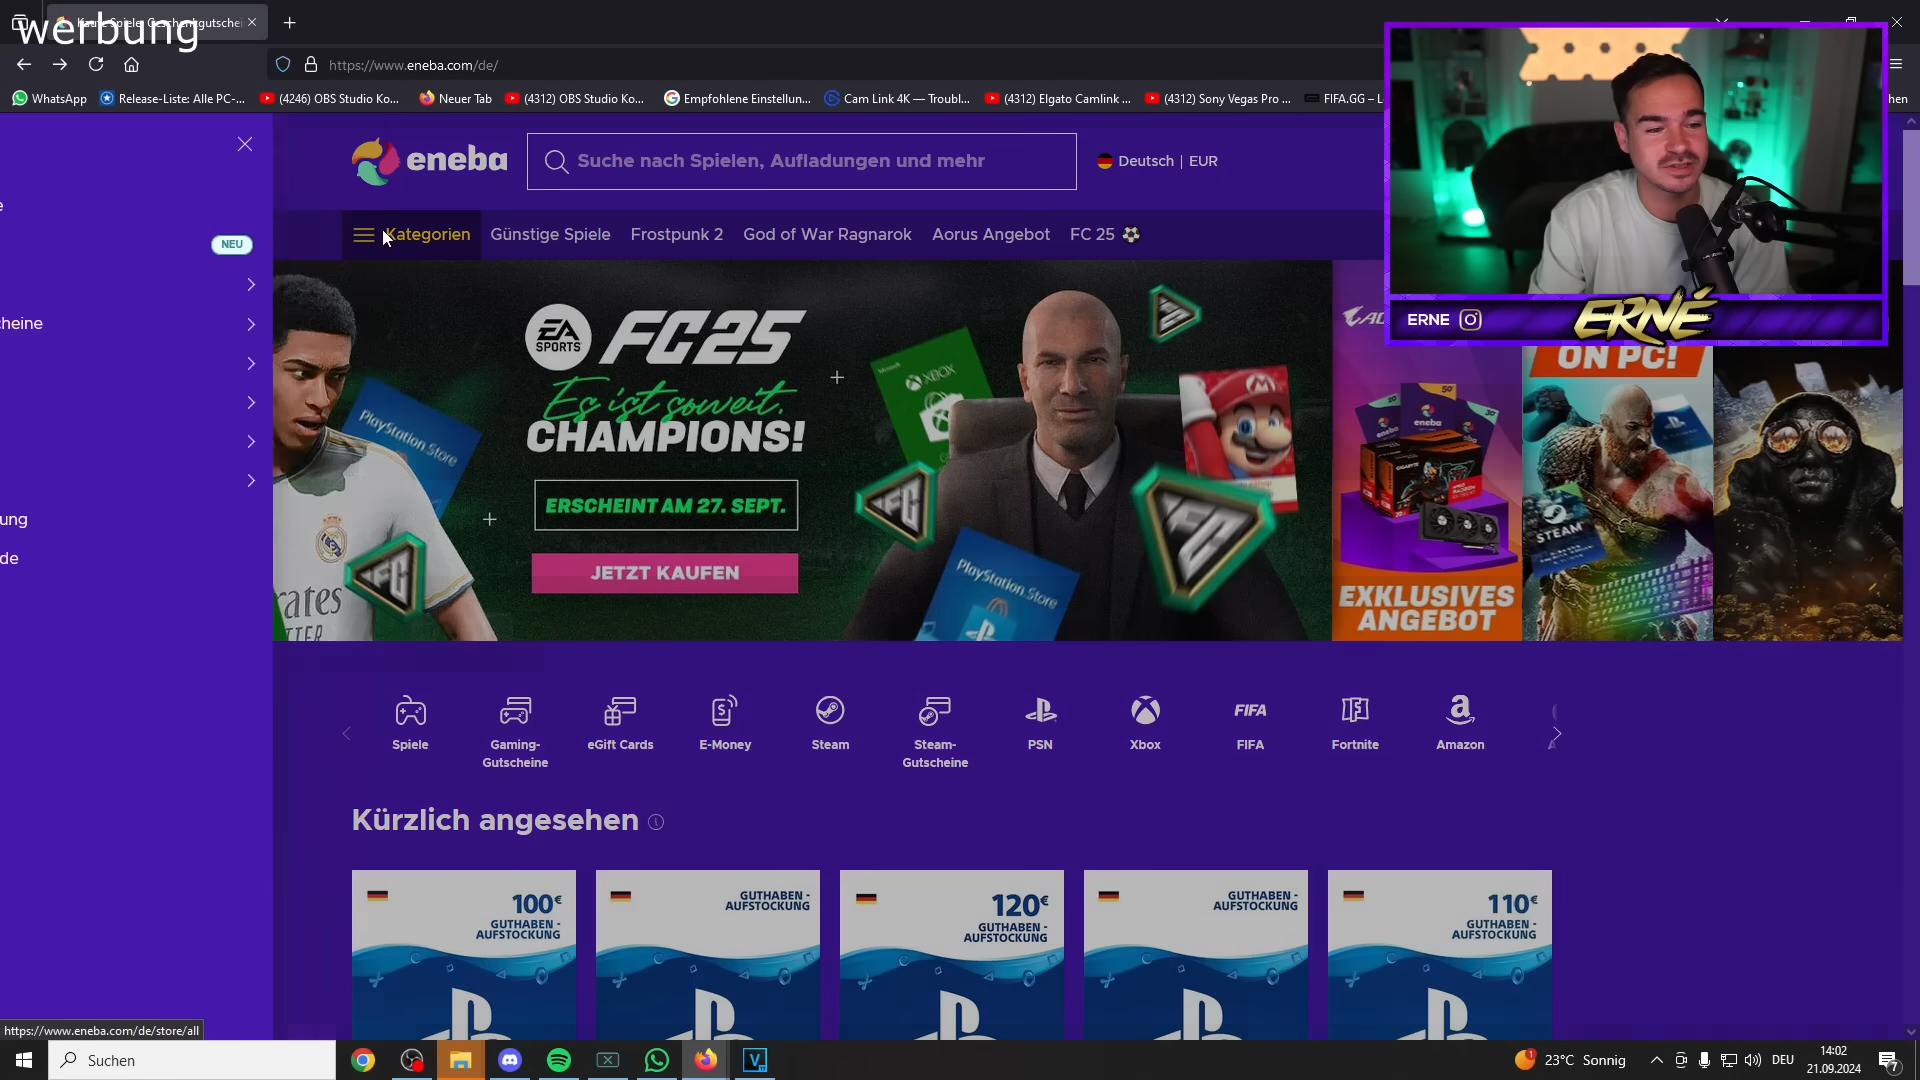 werbung
Kaufe Spiele, Geschenkgutschei
https://www.eneba.com/de/
WhatsApp
Release-Liste: Alle PC-...
(4246) OBS Studio Ko...
Neuer Tab
(4312) OBS Studio Ko...
Empfohlene Einstellun...
Cam Link 4K — Troubl...
(4312) Elgato Camlink ...
(4312) Sony Vegas Pro ...
FIFA.GG – L
hen
eneba
Suche nach Spielen, Aufladungen und mehr
Deutsch | EUR
e
NEU
cheine
ung
de
Kategorien
Günstige Spiele
Frostpunk 2
God of War Ragnarok
Aorus Angebot
FC 25
ERNE
ERNÉ
EA
SPORTS
FC25
Es ist soweit.
CHAMPIONS!
ERSCHEINT AM 27. SEPT.
JETZT KAUFEN
PlayStation Store
XBOX
PlayStation Store
eneba
EXKLUSIVES
ANGEBOT
ON PC!
STEAM
Spiele
Gaming-
Gutscheine
eGift Cards
E-Money
Steam
Steam-
Gutscheine
PSN
Xbox
FIFA
FIFA
Fortnite
Amazon
Kürzlich angesehen
100€
GUTHABEN -
AUFSTOCKUNG
GUTHABEN -
AUFSTOCKUNG
120€
GUTHABEN -
AUFSTOCKUNG
GUTHABEN -
AUFSTOCKUNG
110€
GUTHABEN -
AUFSTOCKUNG
https://www.eneba.com/de/store/all
Suchen
23°C Sonnig
DEU
14:02
21.09.2024
7